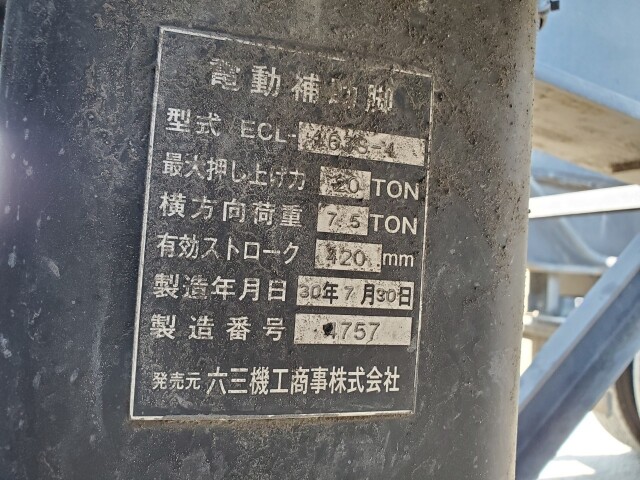 電動補助脚
型式 ECL-1638-4
最大押し上げ力 20 TON
横方向荷重 7.5 TON
有効ストローク 420 mm
製造年月日 30年7月30日
製造番号 4757
発売元 六三機工商事株式会社